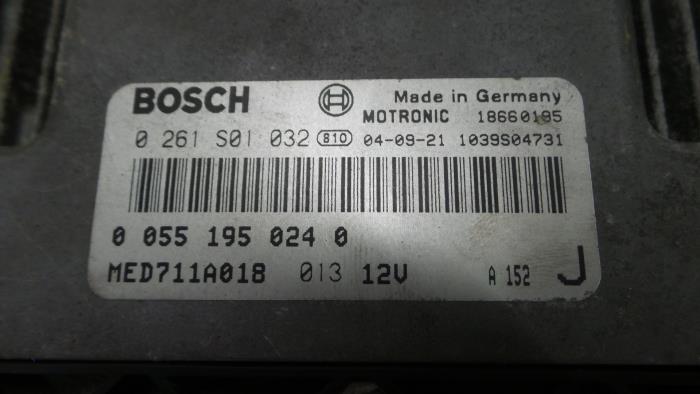 BOSCH Made in Germany
MOTRONIC 18660195
0 261 S01 032 810 04-09-21 1039S04731
0 055 195 024 0
MED711A018 013 12V A 152 J